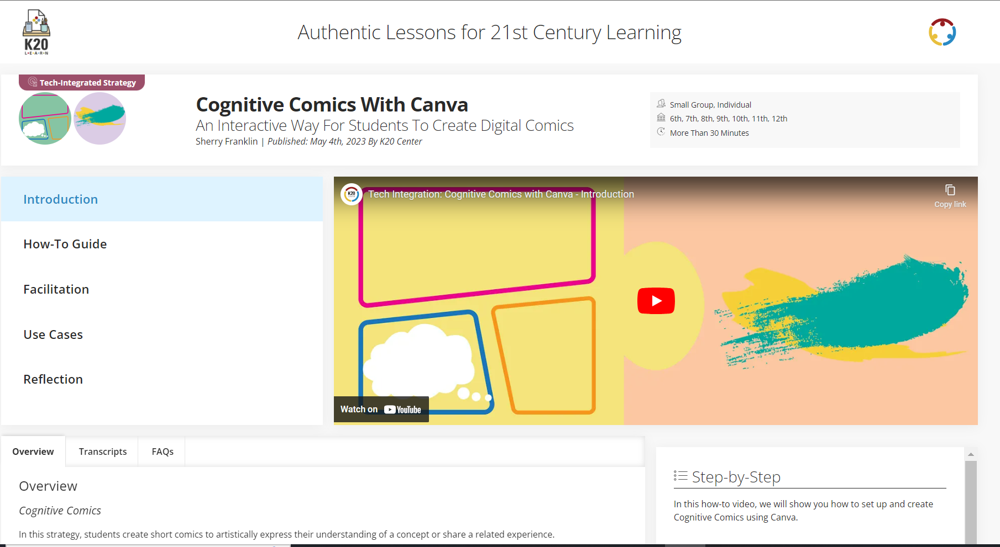 K20
L·E·A·R·N
Authentic Lessons for 21st Century Learning
Tech-Integrated Strategy
Cognitive Comics With Canva
An Interactive Way For Students To Create Digital Comics
Sherry Franklin | Published: May 4th, 2023 By K20 Center
Small Group, Individual
6th, 7th, 8th, 9th, 10th, 11th, 12th
More Than 30 Minutes
Introduction
How-To Guide
Facilitation
Use Cases
Reflection
K20
Tech Integration: Cognitive Comics with Canva - Introduction
Copy link
Watch on YouTube
Overview
Transcripts
FAQs
Overview
Cognitive Comics
In this strategy, students create short comics to artistically express their understanding of a concept or share a related experience.
Step-by-Step
In this how-to video, we will show you how to set up and create
Cognitive Comics using Canva.